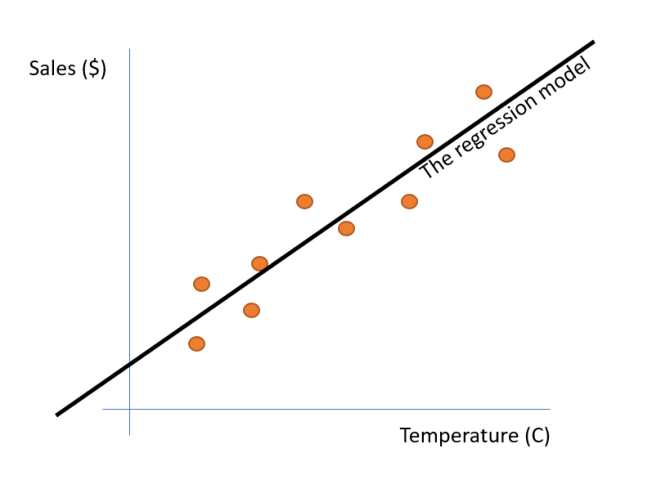 Sales ($)
The regression model
Temperature (C)